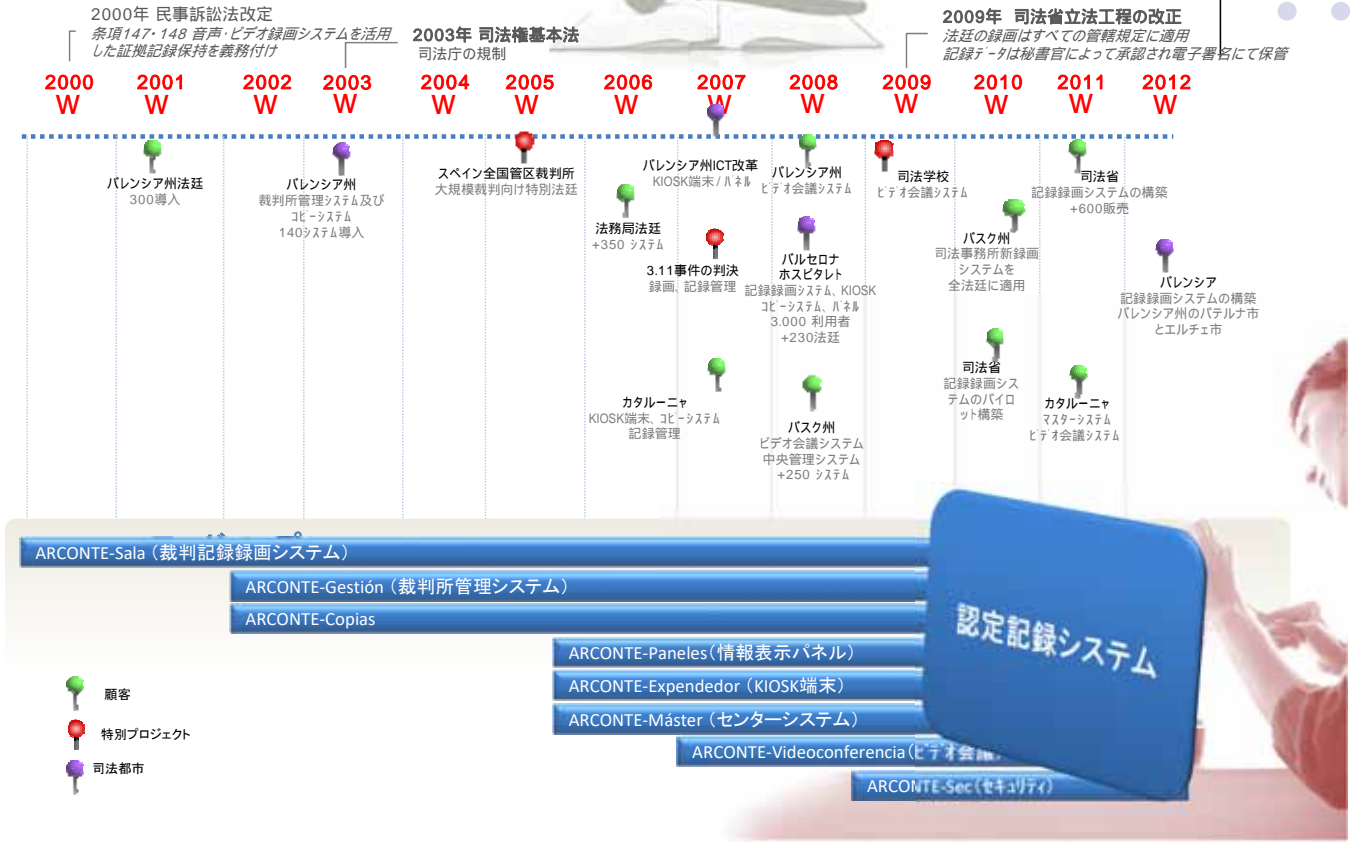 2000年 民事訴訟法改定
条項147・148 音声・ビデオ録画システムを活用
した証拠記録保持を義務付け
2003年 司法権基本法
司法庁の規制
2009年 司法省立法工程の改正
法廷の録画はすべての管轄規定に適用
記録ﾃﾞｰﾀは秘書官によって承認され電子署名にて保管
2000 2001 2002 2003 2004 2005 2006 2007 2008 2009 2010 2011 2012
W W W W W W W W W W W W W
バレンシア州法廷
300導入
バレンシア州
裁判所管理システム及び
ｺﾋﾟｰｼｽﾃﾑ
140システム導入
スペイン全国管区裁判所
大規模裁判向け特別法廷
法務局法廷
+350 ｼｽﾃﾑ
バレンシア州ICT改革
KIOSK端末 / ﾊﾟﾈﾙ
3.11事件の判決
録画、記録管理
カタルーニャ
KIOSK端末、ｺﾋﾟｰｼｽﾃﾑ
記録管理
バレンシア州
ﾋﾞデオ会議システム
バルセロナ
ホスピタレﾄ
記録録画システム、KIOSK
ｺﾋﾟｰｼｽﾃﾑ、ﾊﾟﾈﾙ
3.000 利用者
+230法廷
バスク州
ビデオ会議システム
中央管理システム
+250 ｼｽﾃﾑ
司法学校
ﾋﾞデオ会議システム
バスク州
司法事務所新録画
システムを
全法廷に適用
司法省
記録録画シス
テムのパイロ
ｯﾄ構築
司法省
記録録画システムの構築
+600販売
カタルーニャ
ﾏｽﾀｰｼｽﾃﾑ
ﾋﾞデオ会議システム
バレンシア
記録録画システムの構築
バレンシア州のパテルナ市
とエルチェ市
ARCONTE-Sala (裁判記録録画システム)
ARCONTE-Gestión (裁判所管理システム)
ARCONTE-Copias
ARCONTE-Paneles(情報表示パネル)
ARCONTE-Expendedor (KIOSK端末)
ARCONTE-Máster (センターシステム)
ARCONTE-Videoconferencia(ビデオ会議
ARCONTE-Sec(セキュリティ)
認定記録システム
顧客
特別プロジェクト
司法都市